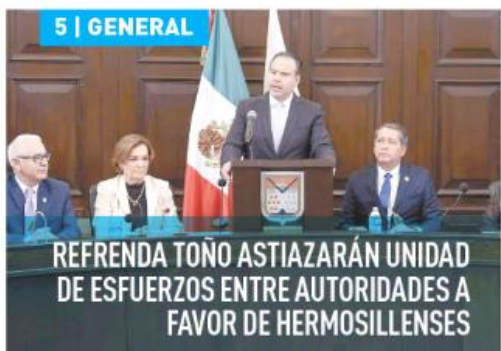 5 | GENERAL
REFRENDA TOÑO ASTIAZARÁN UNIDAD
DE ESFUERZOS ENTRE AUTORIDADES A
FAVOR DE HERMOSILLENSES